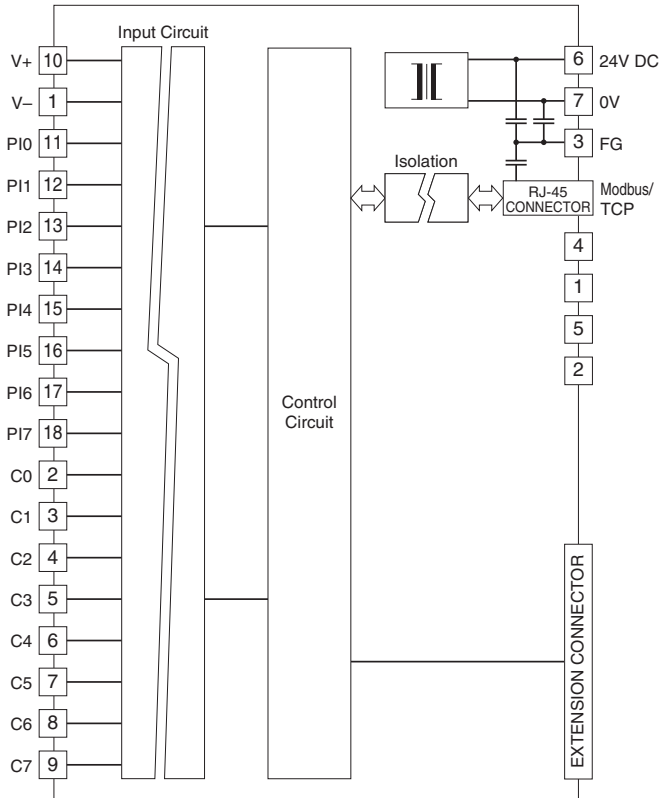 Input Circuit
V+ 10
V– 1
PI0 11
PI1 12
PI2 13
PI3 14
PI4 15
PI5 16
PI6 17
PI7 18
C0 2
C1 3
C2 4
C3 5
C4 6
C5 7
C6 8
C7 9
Control
Circuit
Isolation
6 24V DC
7 0V
3 FG
RJ-45
CONNECTOR
Modbus/
TCP
4
1
5
2
EXTENSION CONNECTOR